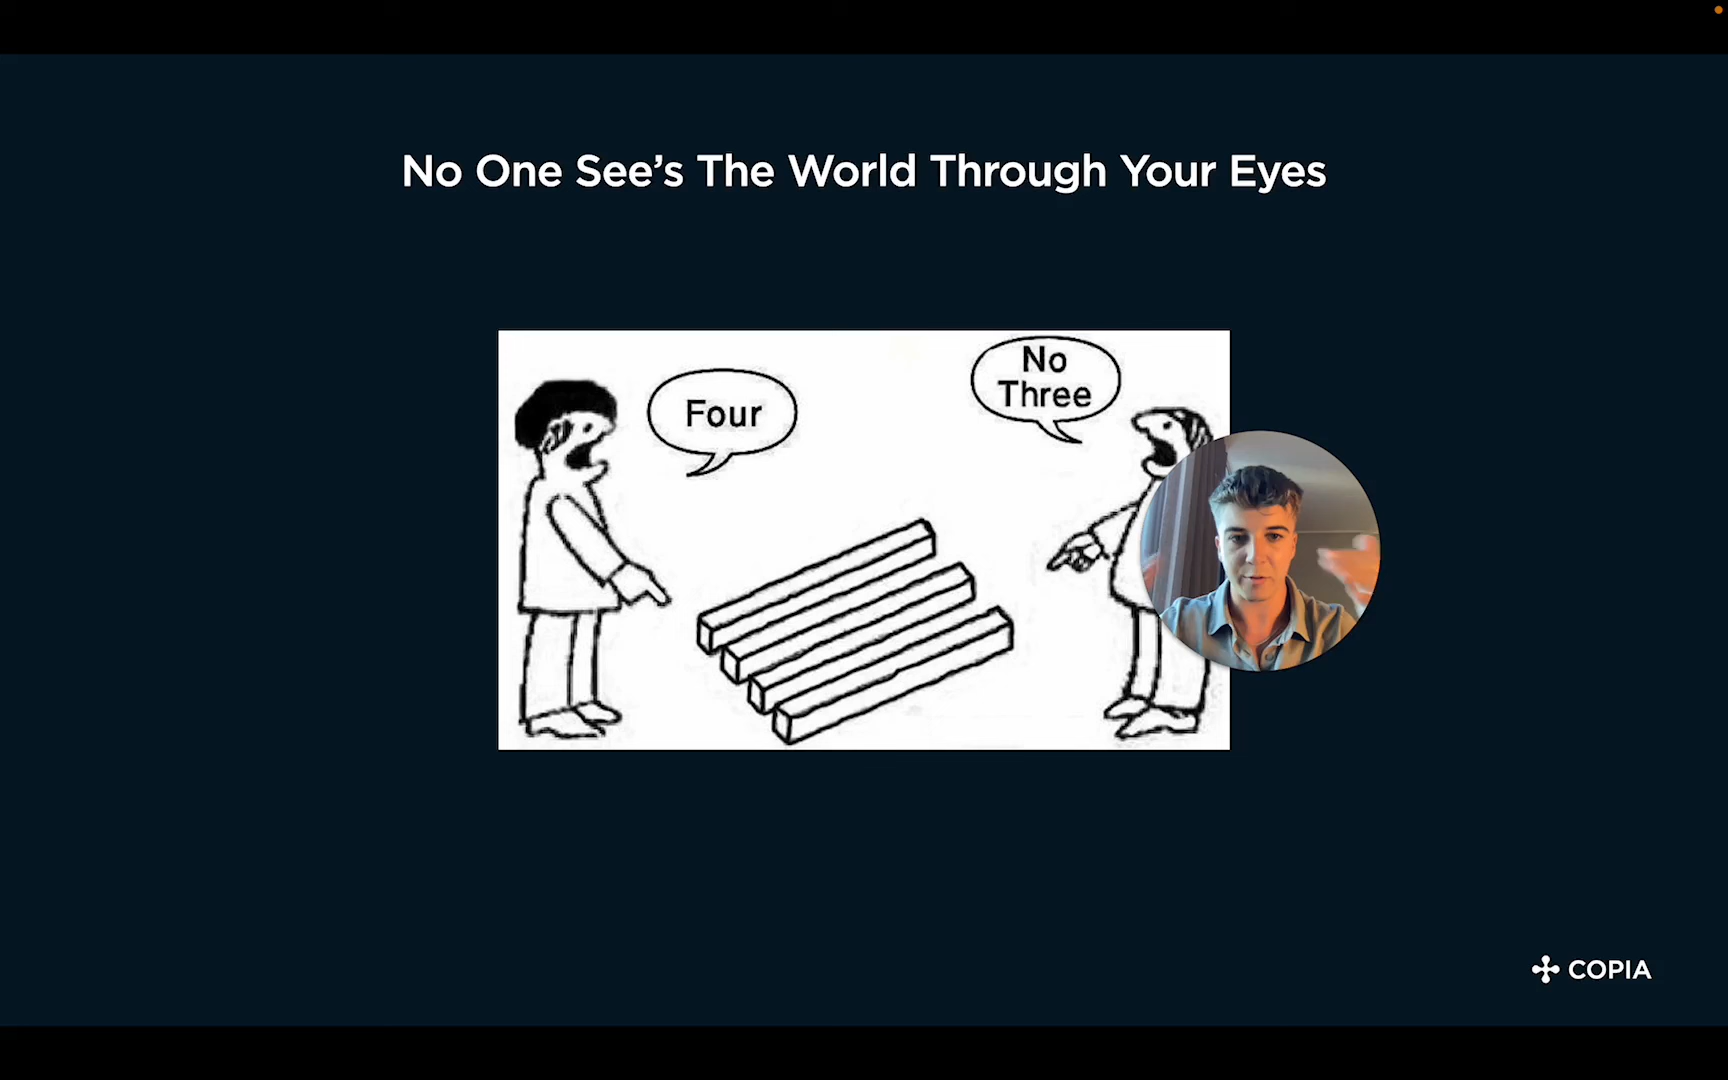 No One See’s The World Through Your Eyes
Four
No
Three
COPIA